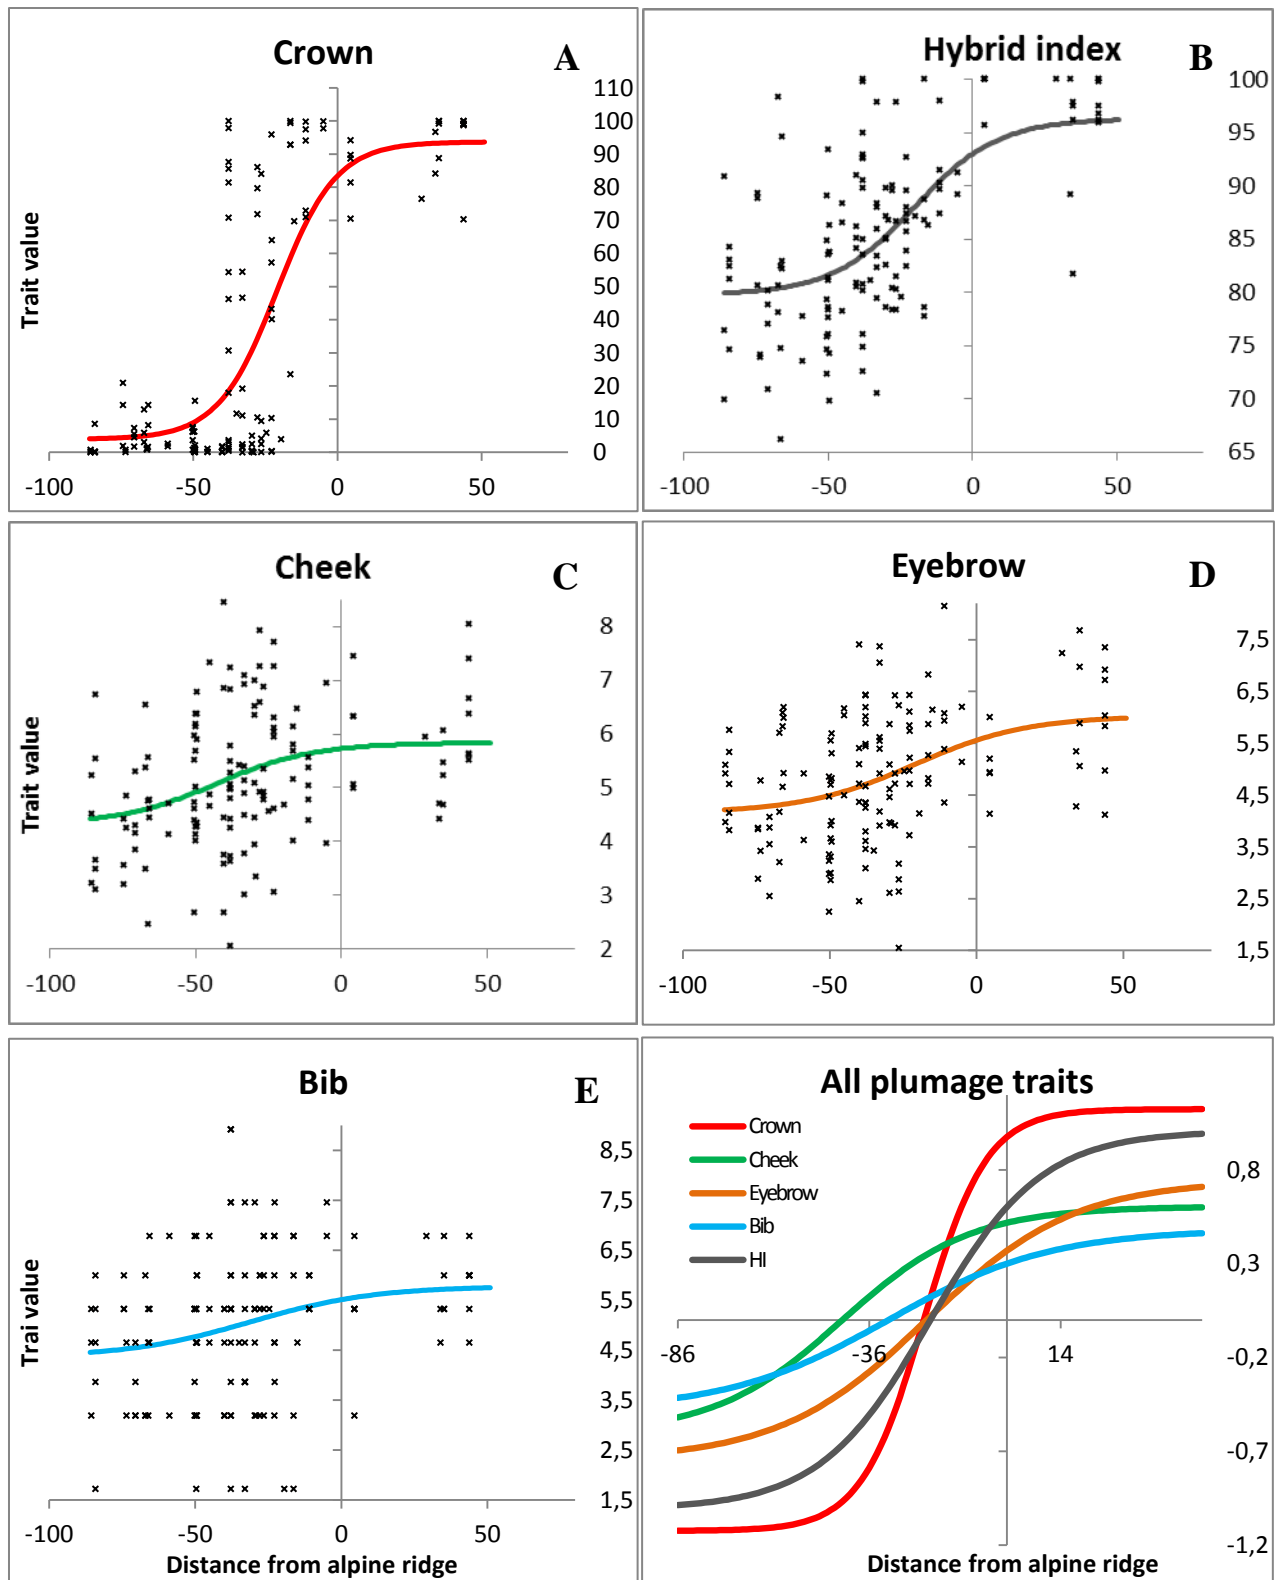 Crown
A
Trait value
110
100
90
80
70
60
50
40
30
20
10
0
-100 -50 0 50
Hybrid index
B
100
95
90
85
80
75
70
65
-100 -50 0 50
Cheek
C
Trait value
8
7
6
5
4
3
2
-100 -50 0 50
Eyebrow
D
7,5
6,5
5,5
4,5
3,5
2,5
1,5
-100 -50 0 50
Bib
E
Trai value
8,5
7,5
6,5
5,5
4,5
3,5
2,5
1,5
-100 -50 0 50
Distance from alpine ridge
All plumage traits
Crown
Cheek
Eyebrow
Bib
HI
0,8
0,3
-86 -36 14
-0,2
-0,7
-1,2
Distance from alpine ridge